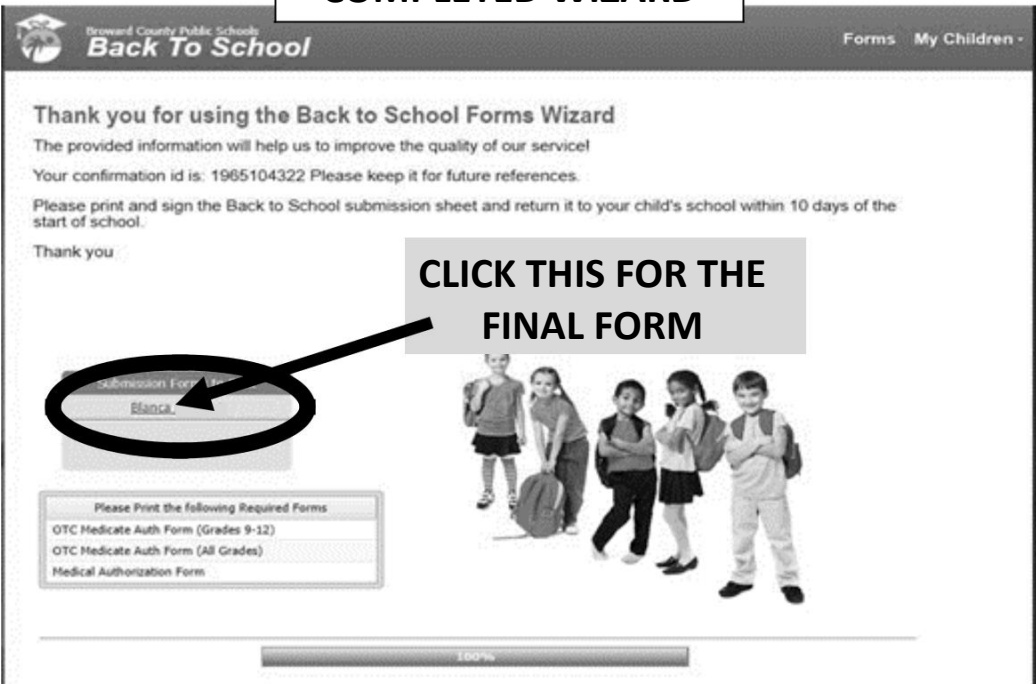 COMPLETED WIZARD
Broward County Public Schools
Back To School
Forms My Children
Thank you for using the Back to School Forms Wizard
The provided information will help us to improve the quality of our service!
Your confirmation id is: 1965104322 Please keep it for future references.
Please print and sign the Back to School submission sheet and return it to your child's school within 10 days of the
start of school.
Thank you
CLICK THIS FOR THE
FINAL FORM
Submission Form
Blanca
Please Print the following Required Forms
OTC Medicate Auth Form (Grades 9-12)
OTC Medicate Auth Form (All Grades)
Medical Authorization Form
100%